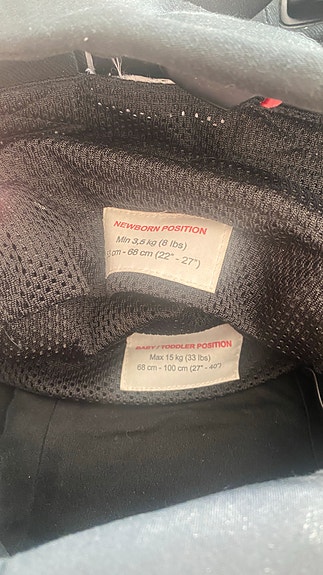 NEWBORN POSITION
Min 3,5 kg (8 lbs)
cm - 68 cm (22" - 27")
BABY / TODDLER POSITION
Max 15 kg (33 lbs)
68 cm - 100 cm (27" - 40")